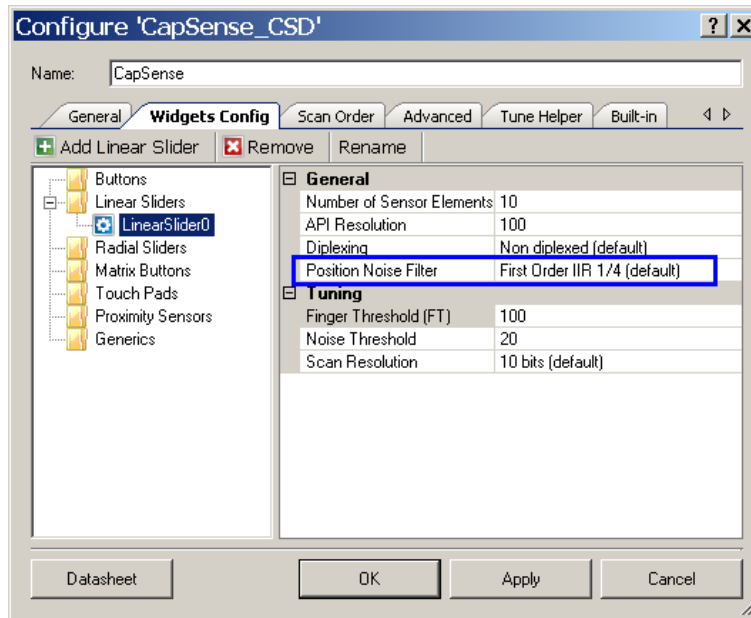 Configure 'CapSense_CSD'
Name: CapSense
General Widgets Config Scan Order Advanced Tune Helper Built-in
Add Linear Slider Remove Rename
Buttons
Linear Sliders
LinearSlider0
Radial Sliders
Matrix Buttons
Touch Pads
Proximity Sensors
Generics
General
Number of Sensor Elements 10
API Resolution 100
Diplexing Non diplexed (default)
Position Noise Filter First Order IIR 1/4 (default)
Tuning
Finger Threshold (FT) 100
Noise Threshold 20
Scan Resolution 10 bits (default)
Datasheet OK Apply Cancel